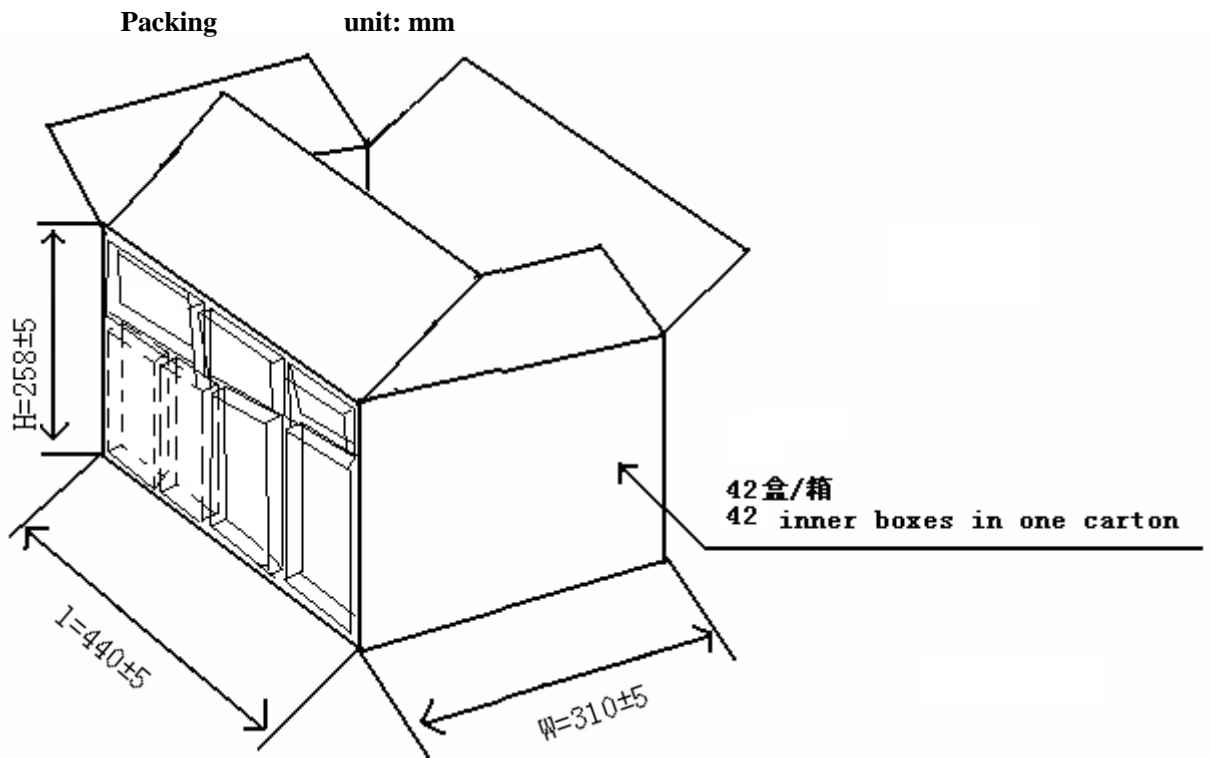 Packing unit: mm
H=258±5
42盒/箱
42 inner boxes in one carton
l=440±5
W=310±5